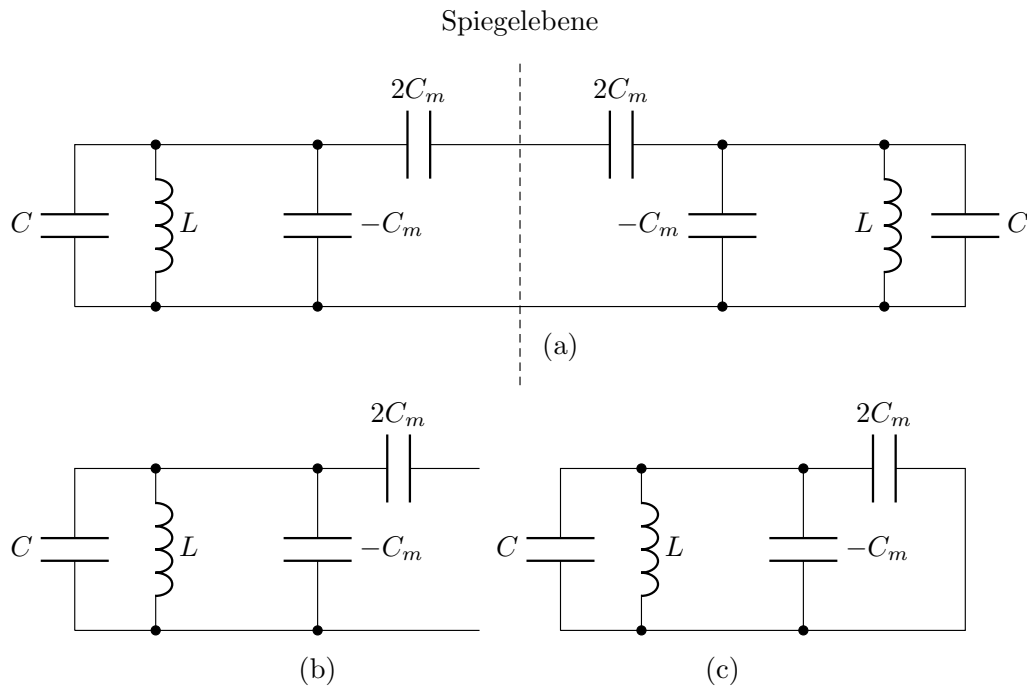 Spiegelebene
2C_m 2C_m
C L −C_m −C_m L C
(a)
2C_m 2C_m
C L −C_m C L −C_m
(b) (c)